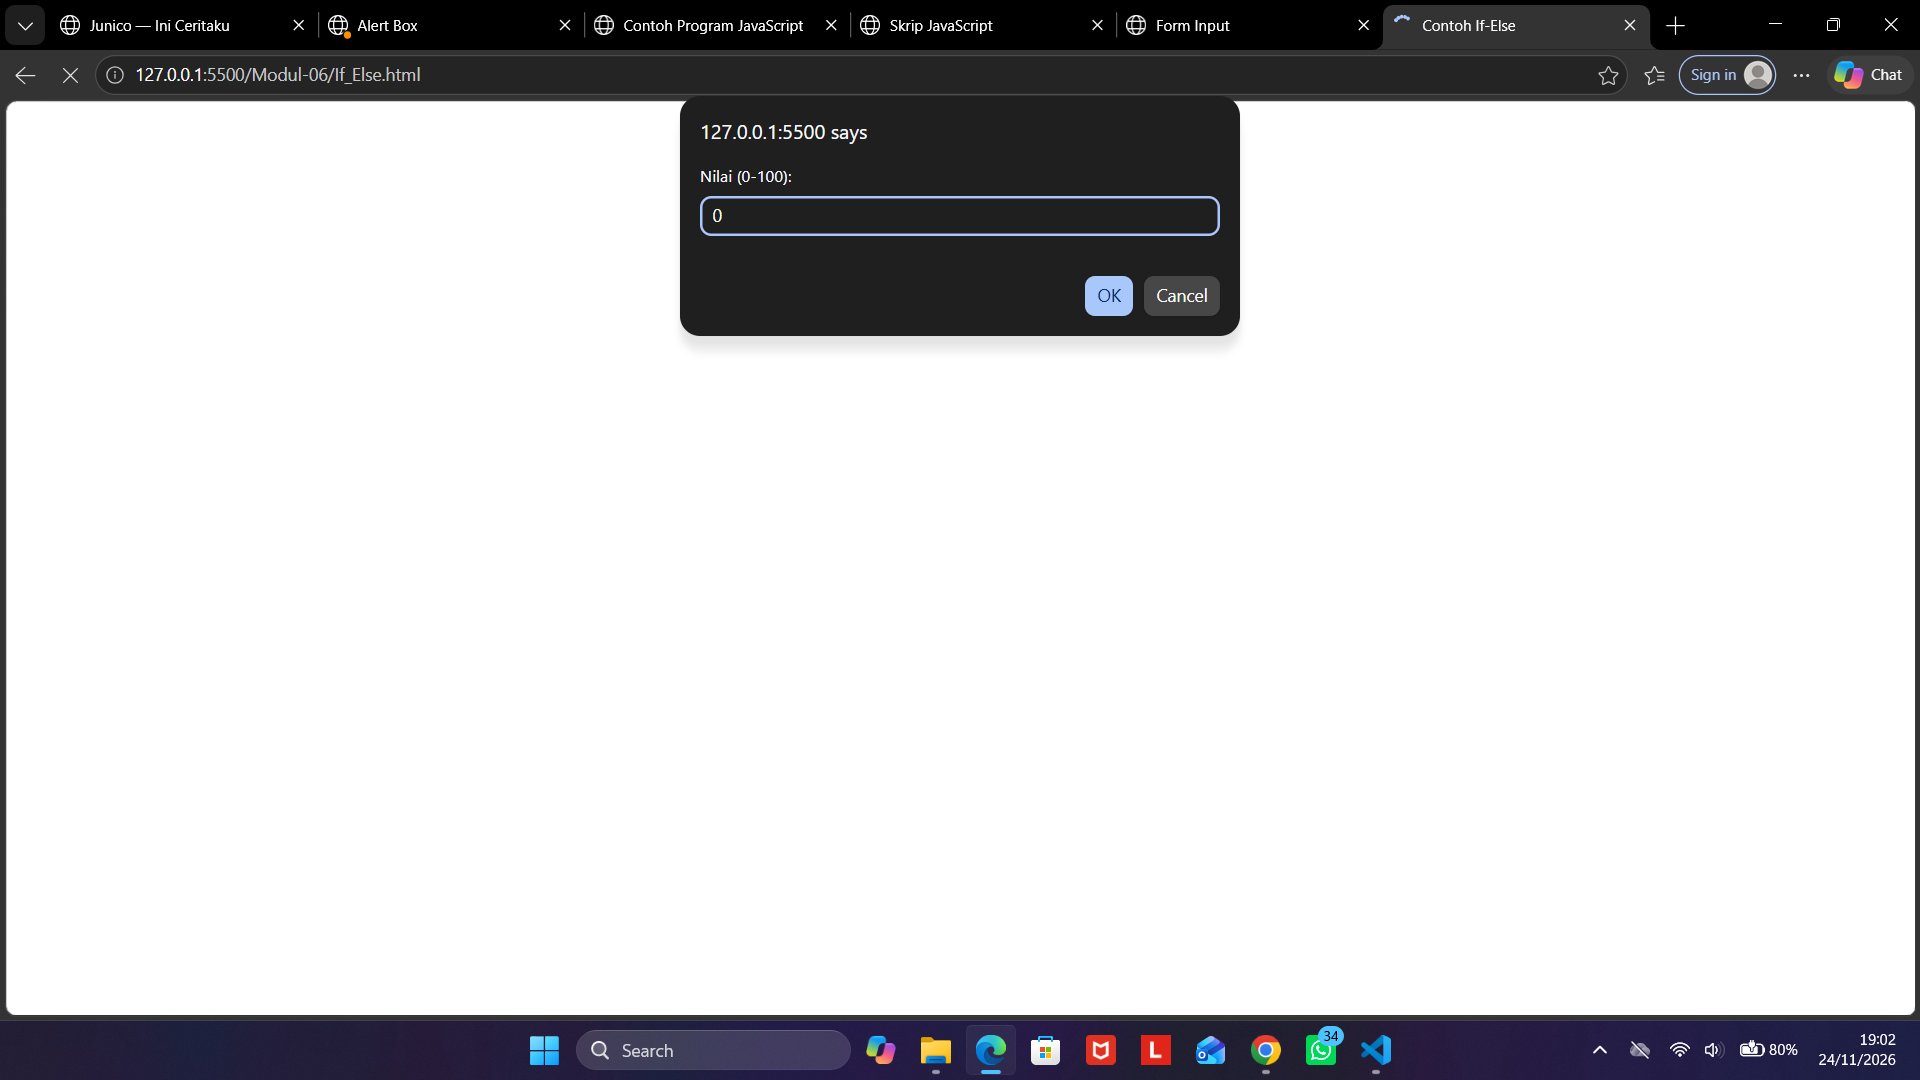 Junico — Ini Ceritaku
Alert Box
Contoh Program JavaScript
Skrip JavaScript
Form Input
Contoh If-Else
127.0.0.1:5500/Modul-06/If_Else.html
Sign in
Chat
127.0.0.1:5500 says
Nilai (0-100):
0
OK
Cancel
Search
34
80%
19:02
24/11/2026